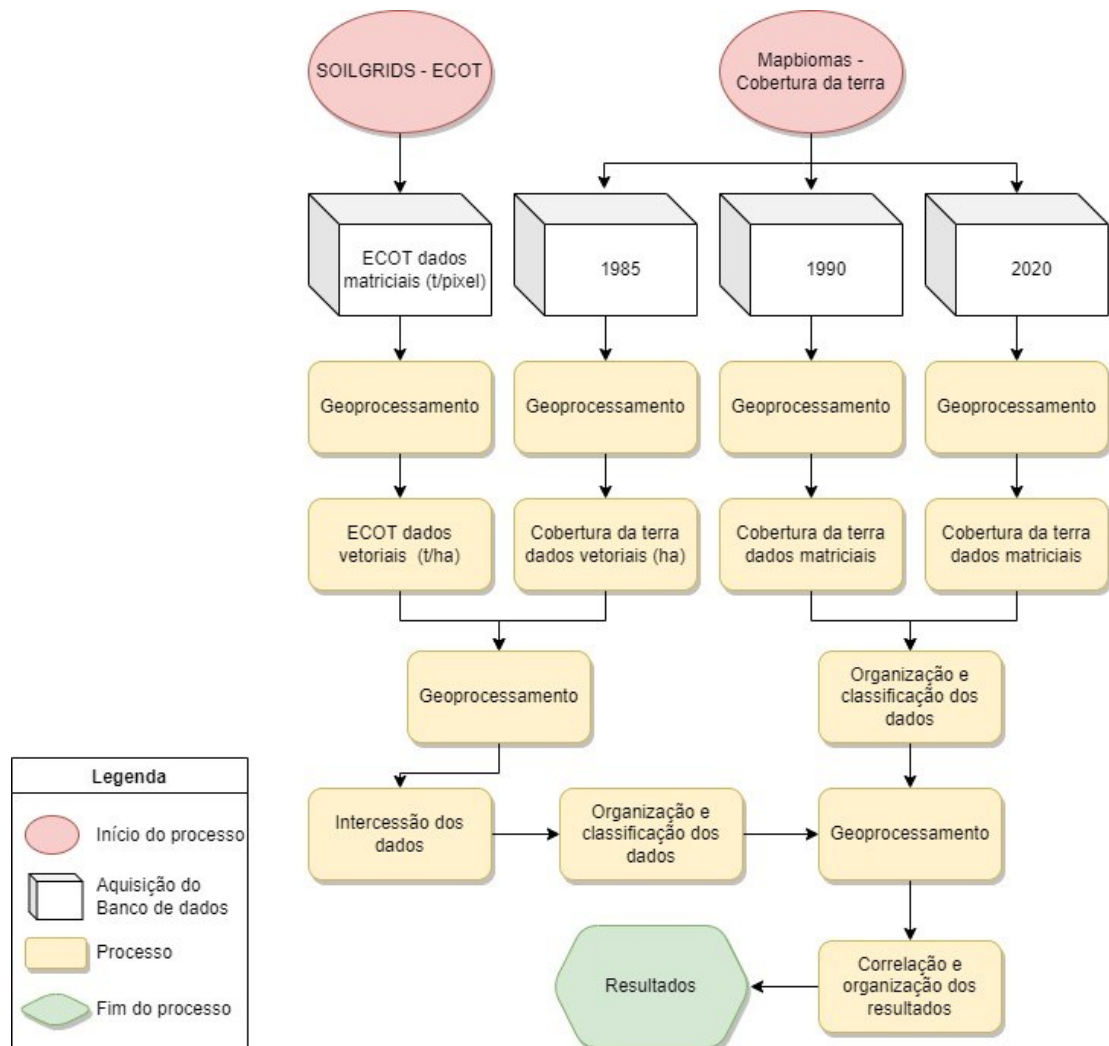 SOILGRIDS - ECOT
Mapbiomas -
Cobertura da terra
ECOT dados
matriciais (t/pixel)
1985
1990
2020
Geoprocessamento
Geoprocessamento
Geoprocessamento
Geoprocessamento
ECOT dados
vetoriais (t/ha)
Cobertura da terra
dados vetoriais (ha)
Cobertura da terra
dados matriciais
Cobertura da terra
dados matriciais
Geoprocessamento
Organização e
classificação dos
dados
Intercessão dos
dados
Organização e
classificação dos
dados
Geoprocessamento
Resultados
Correlação e
organização dos
resultados
Legenda
Início do processo
Aquisição do
Banco de dados
Processo
Fim do processo